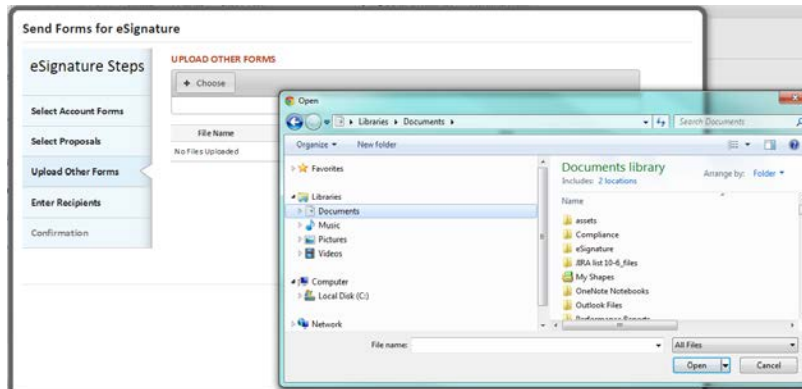 Send Forms for eSignature
eSignature Steps
Select Account Forms
Select Proposals
Upload Other Forms
Enter Recipients
Confirmation
UPLOAD OTHER FORMS
+ Choose
File Name
No Files Uploaded
Open
Libraries
Documents
Search Documents
Organize
New folder
Favorites
Libraries
Documents
Music
Pictures
Videos
Computer
Local Disk (C:)
Network
Documents library
Includes: 2 locations
Arrange by: Folder
Name
assets
Compliance
eSignature
JIRA list 10-6_files
My Shapes
OneNote Notebooks
Outlook Files
Performance Reports
File name:
All Files
Open
Cancel